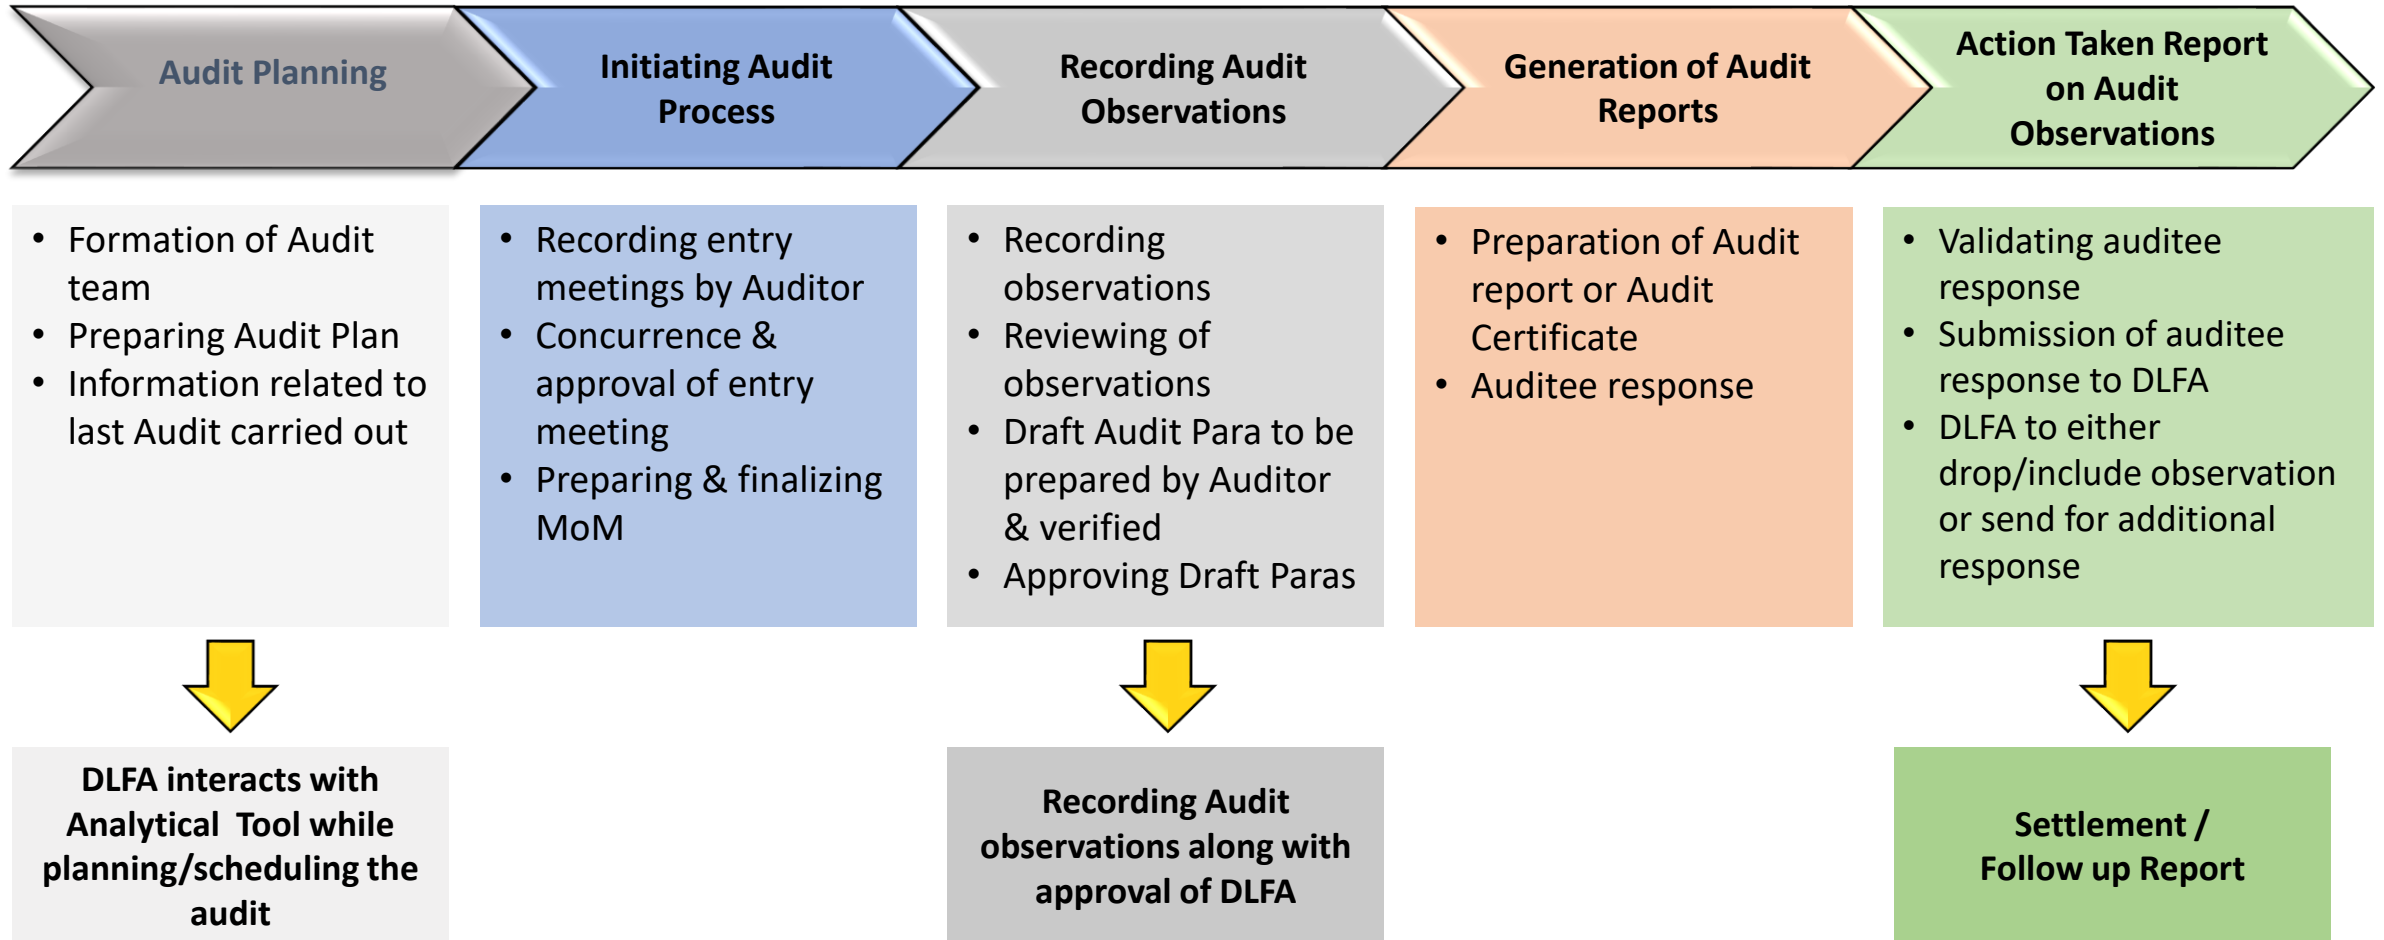 Audit Planning
Initiating Audit
Process
Recording Audit
Observations
Generation of Audit
Reports
Action Taken Report
on Audit
Observations
• Formation of Audit
team
• Preparing Audit Plan
• Information related to
last Audit carried out
• Recording entry
meetings by Auditor
• Concurrence &
approval of entry
meeting
• Preparing & finalizing
MoM
• Recording
observations
• Reviewing of
observations
• Draft Audit Para to be
prepared by Auditor
& verified
• Approving Draft Paras
• Preparation of Audit
report or Audit
Certificate
• Auditee response
• Validating auditee
response
• Submission of auditee
response to DLFA
• DLFA to either
drop/include observation
or send for additional
response
DLFA interacts with
Analytical Tool while
planning/scheduling the
audit
Recording Audit
observations along with
approval of DLFA
Settlement /
Follow up Report